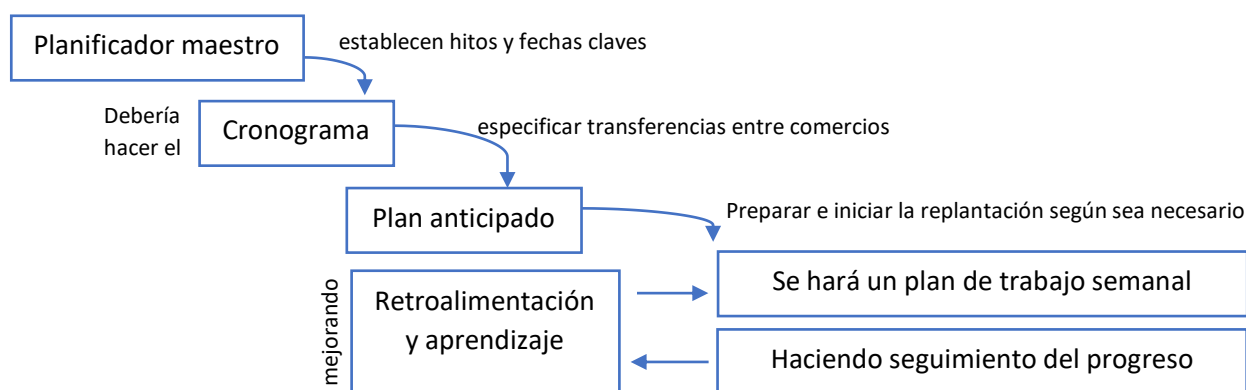 Planificador maestro
establecen hitos y fechas claves
Debería
hacer el
Cronograma
especificar transferencias entre comercios
Plan anticipado
Preparar e iniciar la replantación según sea necesario
mejorando
Retroalimentación
y aprendizaje
Se hará un plan de trabajo semanal
Haciendo seguimiento del progreso